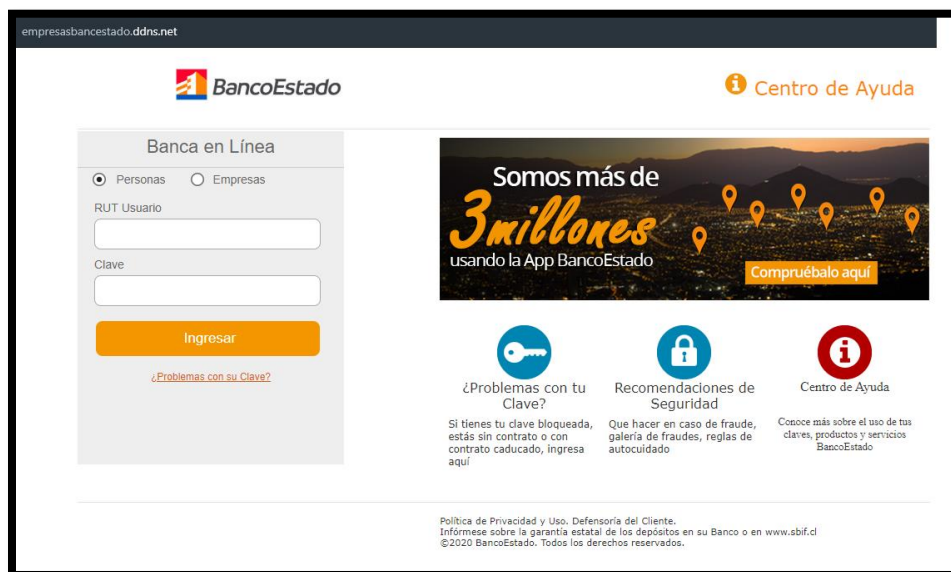 empresasbancestado.ddns.net
BancoEstado
Centro de Ayuda
Banca en Línea
Personas
Empresas
RUT Usuario
Clave
Ingresar
¿Problemas con su Clave?
Somos más de
3millones
usando la App BancoEstado
Compruébalo aquí
¿Problemas con tu
Clave?
Si tienes tu clave bloqueada,
estás sin contrato o con
contrato caducado, ingresa
aquí
Recomendaciones de
Seguridad
Que hacer en caso de fraude,
galería de fraudes, reglas de
autocuidado
Centro de Ayuda
Conoce más sobre el uso de tus
claves, productos y servicios
BancoEstado
Política de Privacidad y Uso. Defensoría del Cliente.
Infórmese sobre la garantía estatal de los depósitos en su Banco o en www.sbif.cl
©2020 BancoEstado. Todos los derechos reservados.